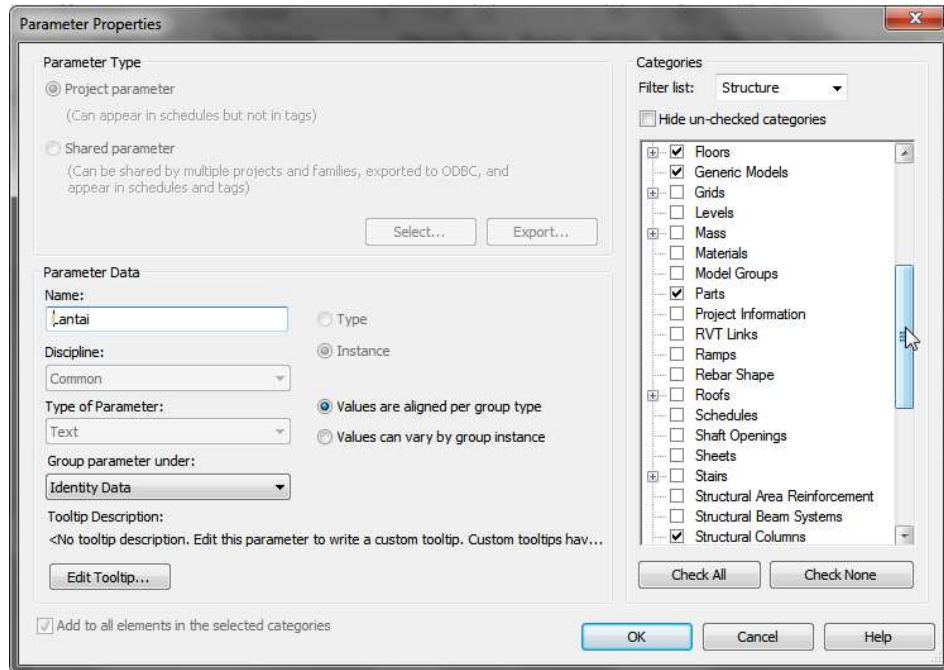 Parameter Properties
Parameter Type
Project parameter
(Can appear in schedules but not in tags)
Shared parameter
(Can be shared by multiple projects and families, exported to ODBC, and
appear in schedules and tags)
Select...
Export...
Parameter Data
Name:
Lantai
Type
Discipline:
Instance
Common
Type of Parameter:
Values are aligned per group type
Text
Values can vary by group instance
Group parameter under:
Identity Data
Tooltip Description:
<No tooltip description. Edit this parameter to write a custom tooltip. Custom tooltips hav...
Edit Tooltip...
Add to all elements in the selected categories
Categories
Filter list:
Structure
Hide un-checked categories
Floors
Generic Models
Grids
Levels
Mass
Materials
Model Groups
Parts
Project Information
RVT Links
Ramps
Rebar Shape
Roofs
Schedules
Shaft Openings
Sheets
Stairs
Structural Area Reinforcement
Structural Beam Systems
Structural Columns
Check All
Check None
OK
Cancel
Help